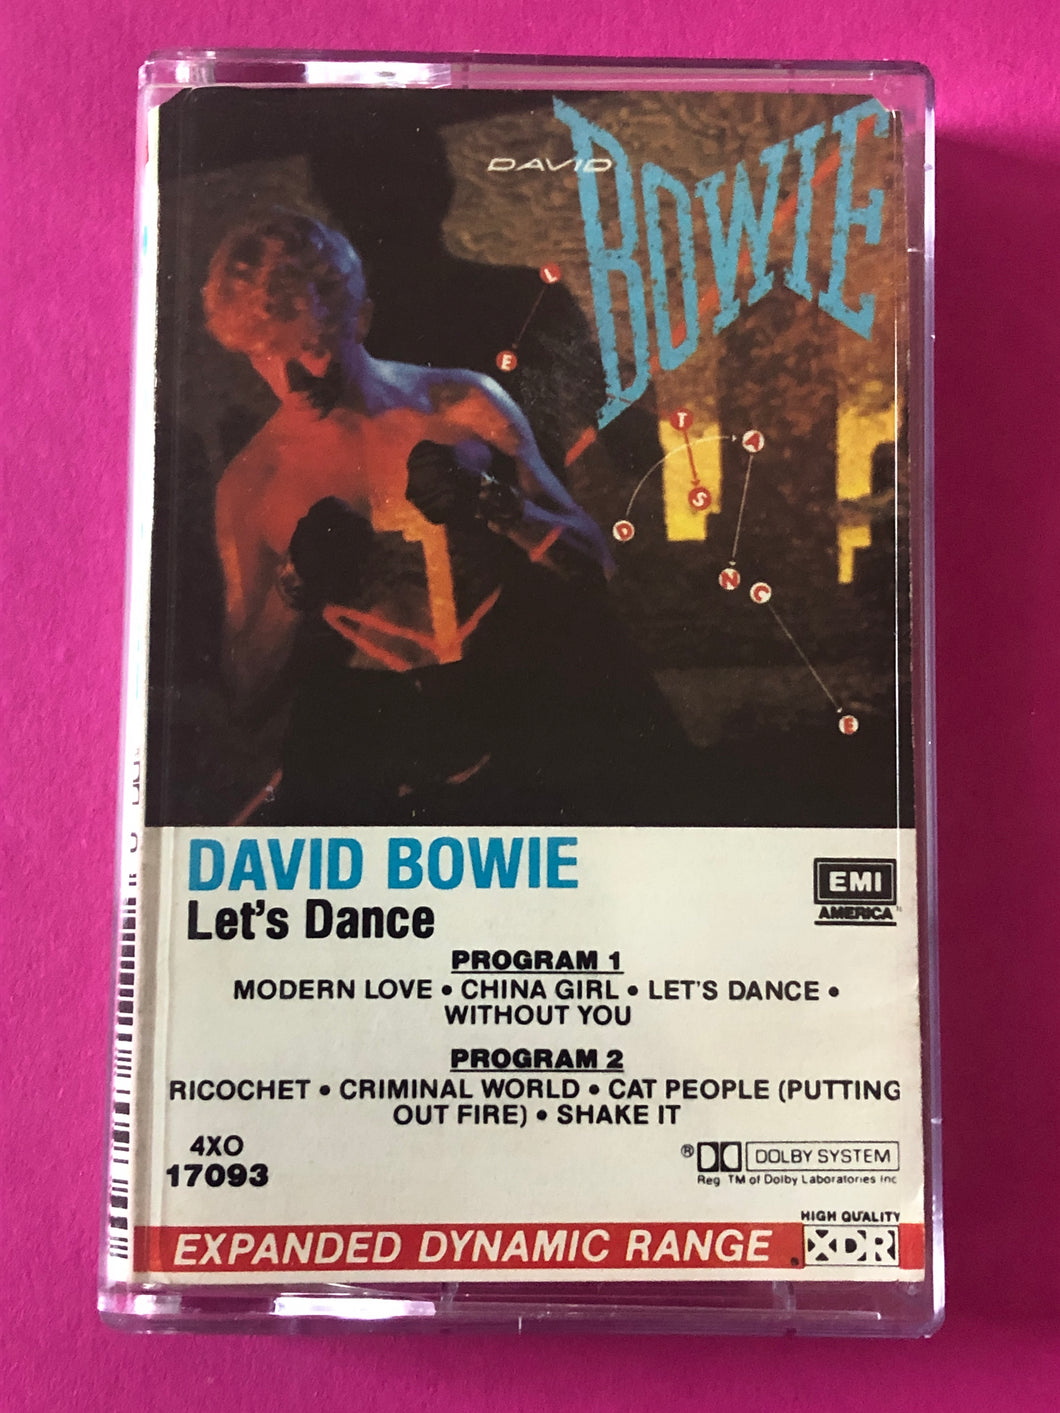 DAVID
BOWIE
L
E
T
S
D
A
N
C
E
DAVID BOWIE
Let's Dance
EMI
AMERICA
PROGRAM 1
MODERN LOVE • CHINA GIRL • LET'S DANCE •
WITHOUT YOU
PROGRAM 2
RICOCHET • CRIMINAL WORLD • CAT PEOPLE (PUTTING
OUT FIRE) • SHAKE IT
4XO
17093
® DOLBY SYSTEM
Reg TM of Dolby Laboratories Inc
HIGH QUALITY
EXPANDED DYNAMIC RANGE XDR